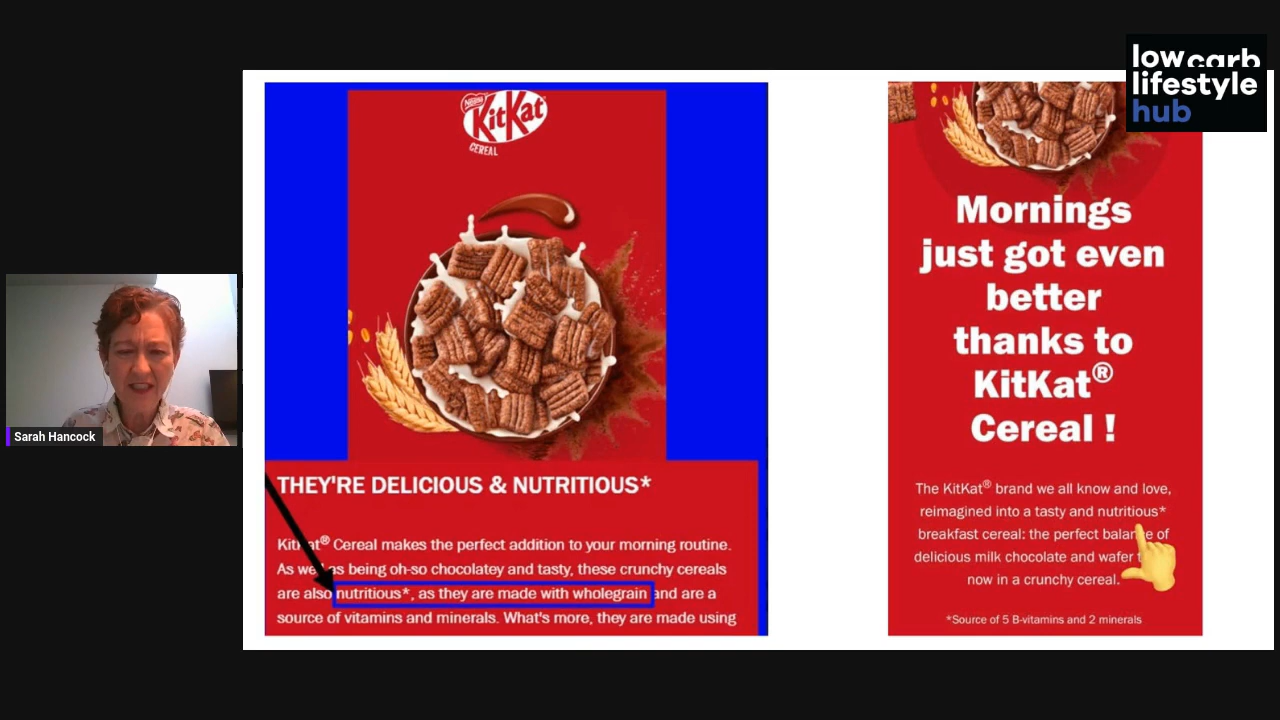 low carb
lifestyle
hub
Sarah Hancock
Nestlé
KitKat
CEREAL
THEY'RE DELICIOUS & NUTRITIOUS*
KitKat® Cereal makes the perfect addition to your morning routine.
As well as being oh-so chocolatey and tasty, these crunchy cereals
are also nutritious*, as they are made with wholegrain and are a
source of vitamins and minerals. What's more, they are made using
Mornings
just got even
better
thanks to
KitKat®
Cereal !
The KitKat® brand we all know and love,
reimagined into a tasty and nutritious*
breakfast cereal: the perfect balance of
delicious milk chocolate and wafer
now in a crunchy cereal.
*Source of 5 B-vitamins and 2 minerals